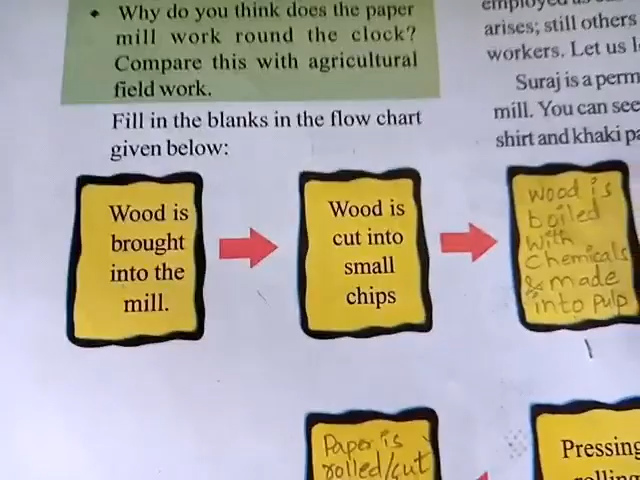 • Why do you think does the paper
mill work round the clock?
Compare this with agricultural
field work.
Fill in the blanks in the flow chart
given below:
arises; still others
workers. Let us
Suraj is a
mill. You can see
shirt and khaki
Wood is
brought
into the
mill.
Wood is
cut into
small
chips
Wood is
boiled
with
Chemicals
& made
into pulp
Paper is
rolled/cut
Pressing